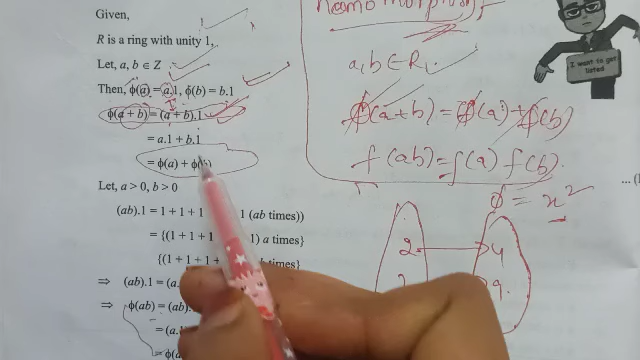 Given,
R is a ring with unity 1,
Let, a, b ∈ Z
Then, ϕ(a) = a.1, ϕ(b) = b.1
ϕ(a + b) = (a + b).1
= a.1 + b.1
= ϕ(a) + ϕ(
Let, a > 0, b > 0
(ab).1 = 1 + 1 + 1 1 (ab times))
= {(1 + 1 + 1 1) a times}
{(1 + 1 + 1 times}
⇒ (ab).1 = (a.
⇒ ϕ(ab) = (ab)
= (a.
= ϕ(a
a, b ∈ R,
ϕ(a+b) = ϕ(a) + ϕ(b)
f(ab) = f(a) f(b).
ϕ = x²
2 4
9
I want to get
listed
... (1